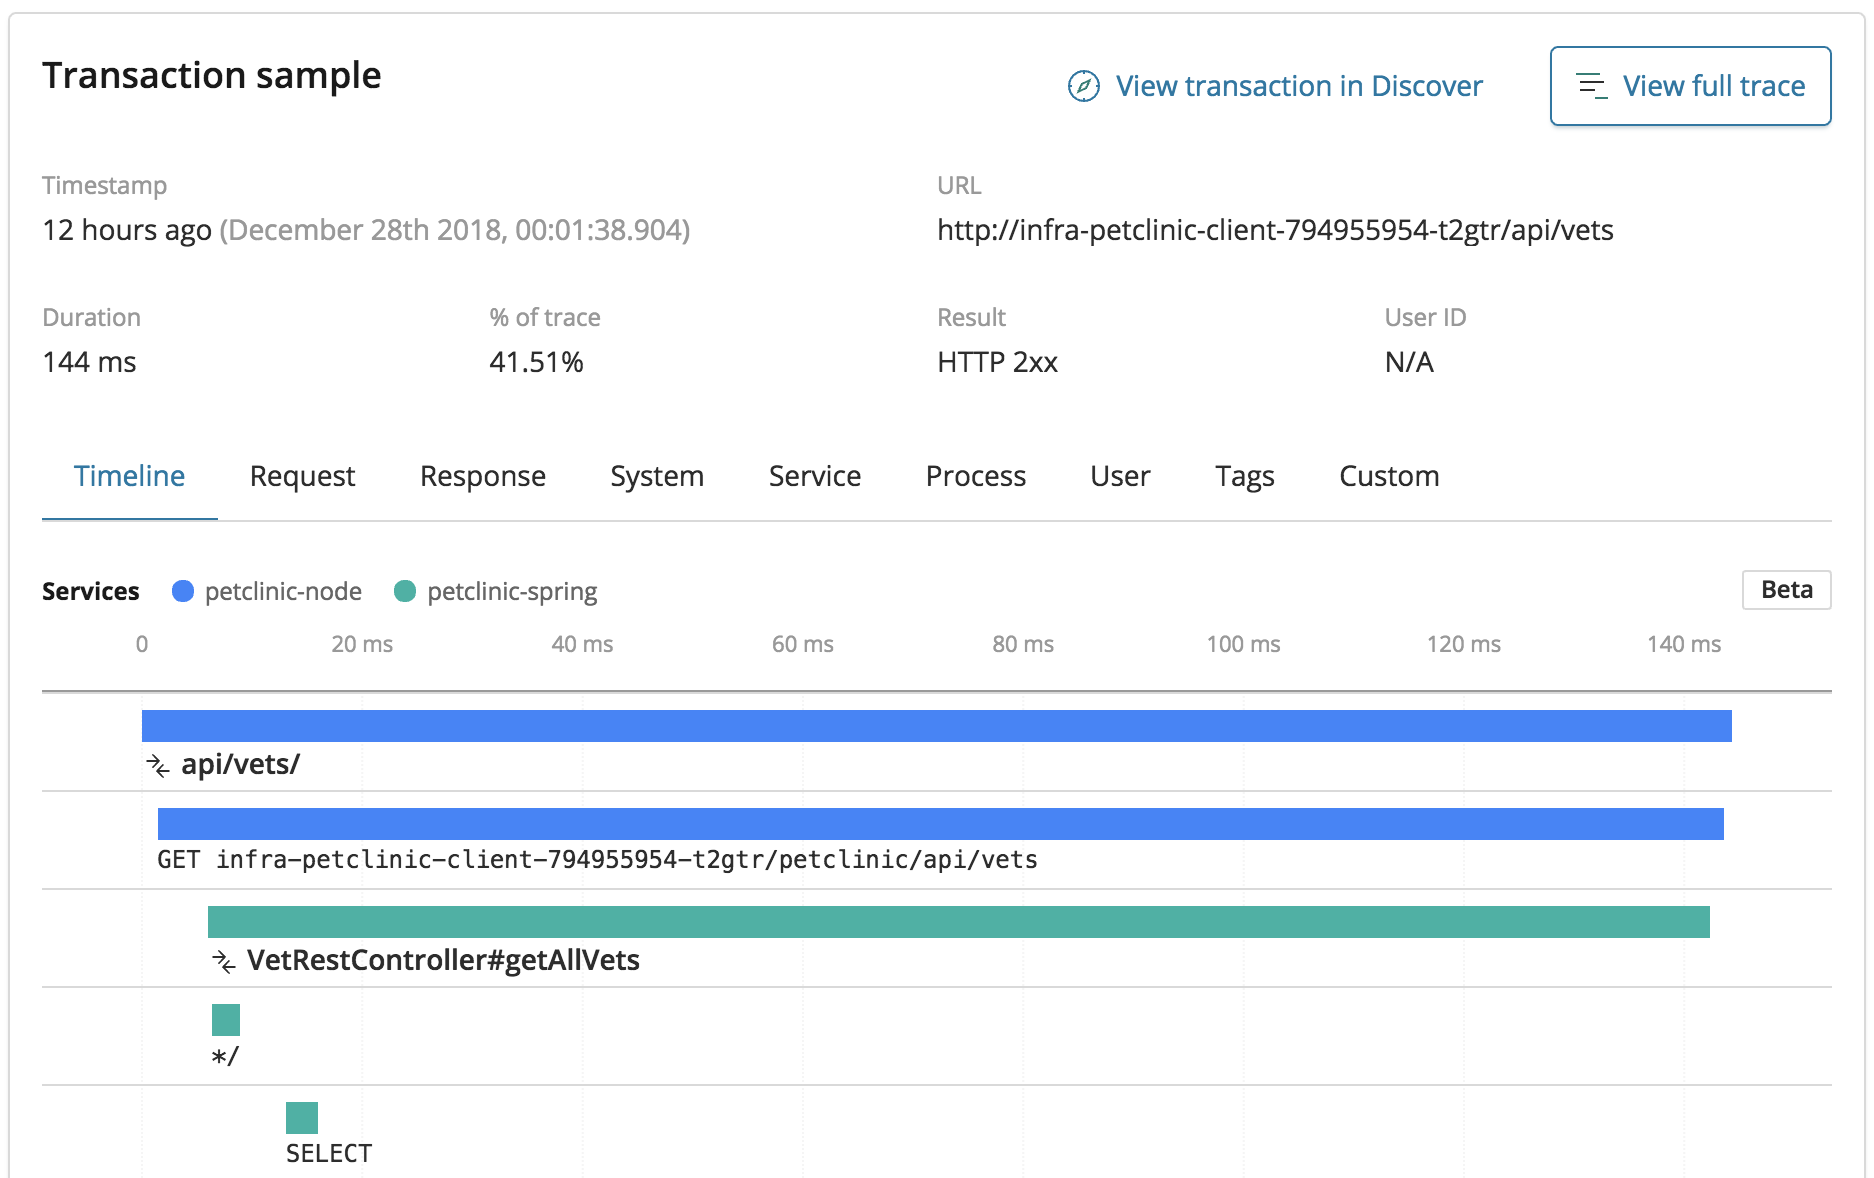 Transaction sample
View transaction in Discover
View full trace
Timestamp
12 hours ago (December 28th 2018, 00:01:38.904)
URL
http://infra-petclinic-client-794955954-t2gtr/api/vets
Duration
144 ms
% of trace
41.51%
Result
HTTP 2xx
User ID
N/A
Timeline Request Response System Service Process User Tags Custom
Services petclinic-node petclinic-spring Beta
0 20 ms 40 ms 60 ms 80 ms 100 ms 120 ms 140 ms
api/vets/
GET infra-petclinic-client-794955954-t2gtr/petclinic/api/vets
VetRestController#getAllVets
*/
SELECT